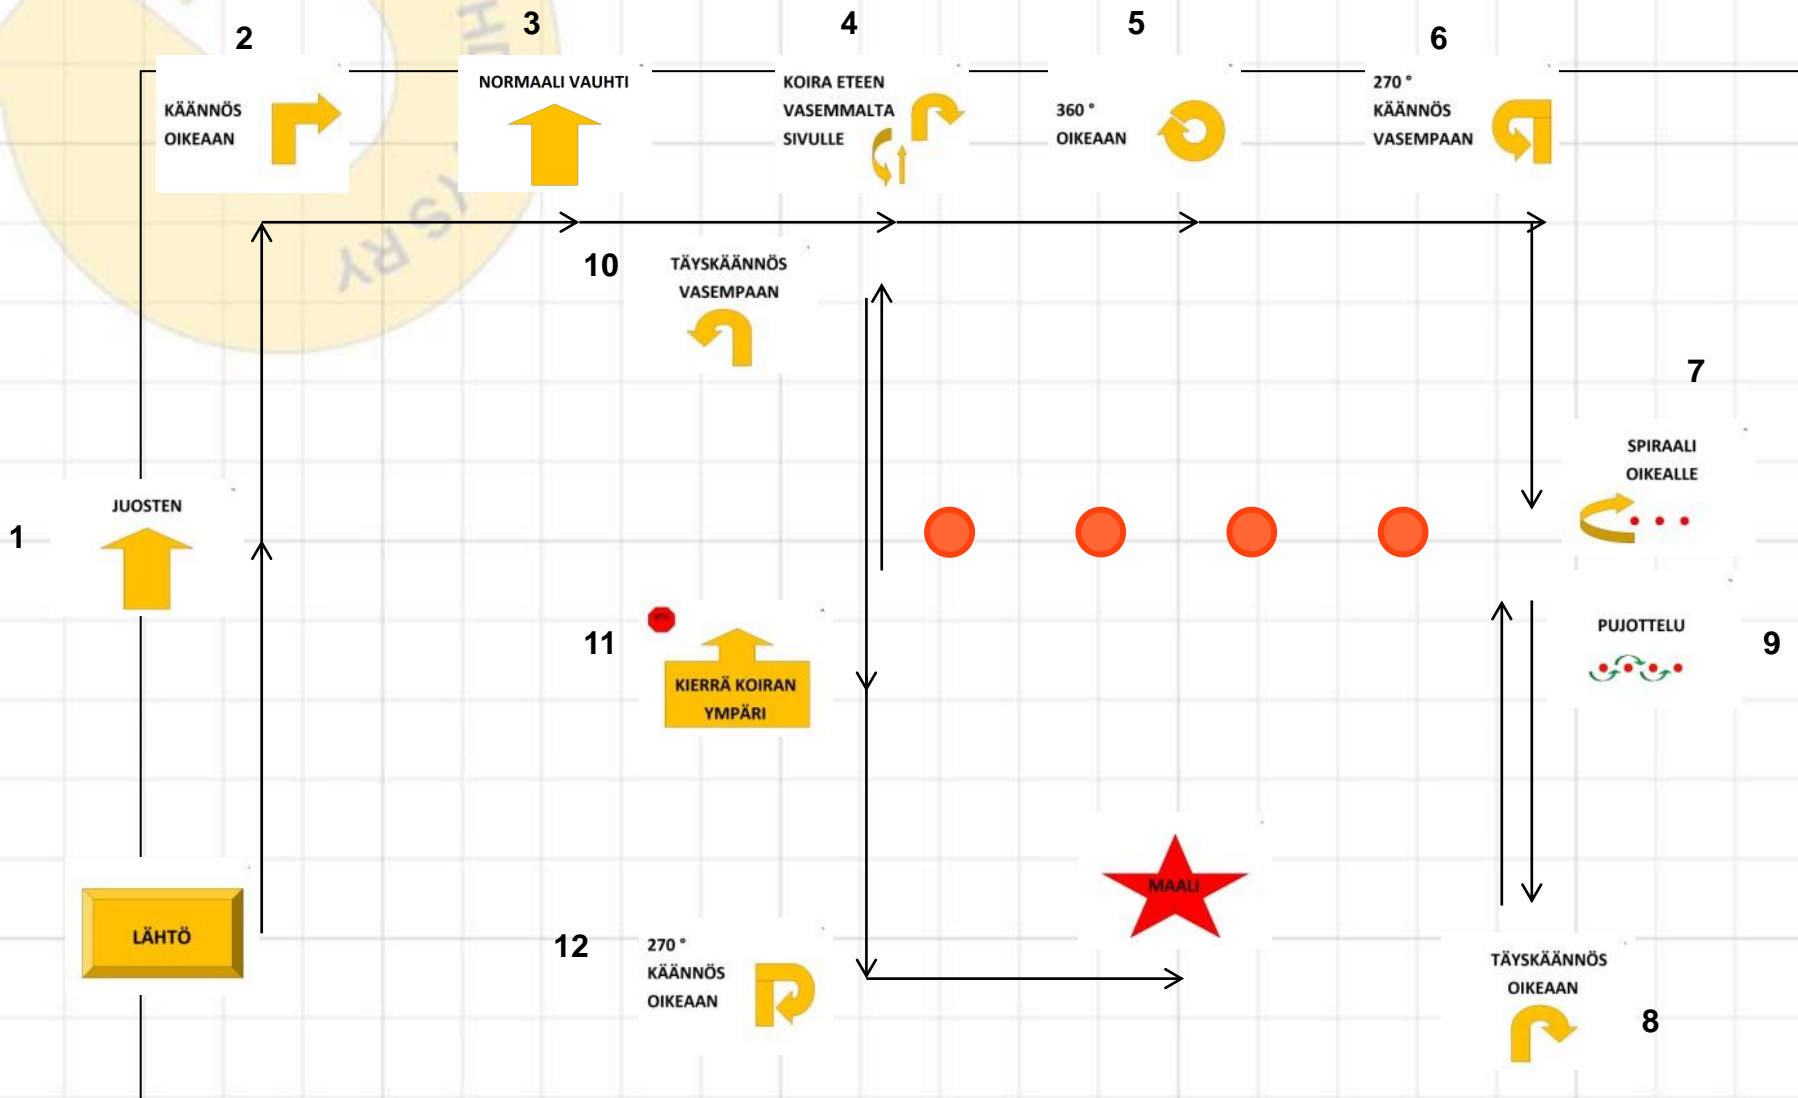 2
3
4
5
6
KÄÄNNÖS
OIKEAAN
NORMAALI VAUHTI
KOIRA ETEEN
VASEMMALTA
SIVULLE
360 °
OIKEAAN
270 °
KÄÄNNÖS
VASEMPAAN
YS RY
10
TÄYSKÄÄNNÖS
VASEMPAAN
7
SPIRAALI
OIKEALLE
1
JUOSTEN
11
KIERRÄ KOIRAN
YMPÄRI
PUJOTTELU
9
LÄHTÖ
MAALI
12
270 °
KÄÄNNÖS
OIKEAAN
TÄYSKÄÄNNÖS
OIKEAAN
8